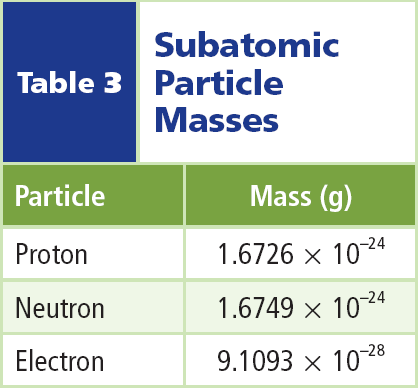 Table 3
Subatomic
Particle
Masses
Particle Mass (g)
Proton 1.6726 × 10⁻²⁴
Neutron 1.6749 × 10⁻²⁴
Electron 9.1093 × 10⁻²⁸